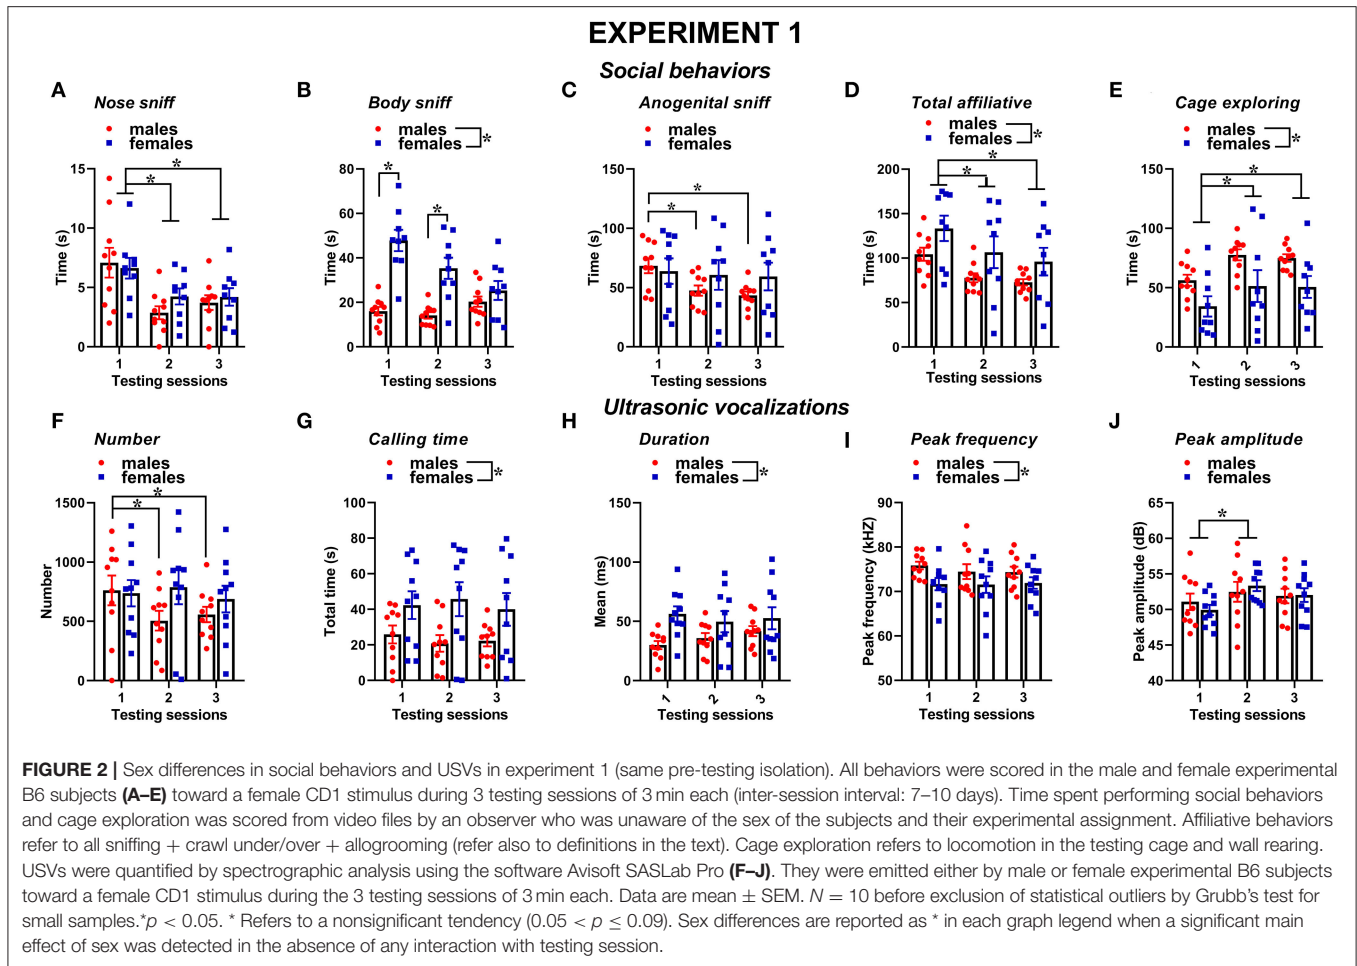 EXPERIMENT 1
Social behaviors
A
Nose sniff
males
females
*
*
Time (s)
15
10
5
0
1 2 3
Testing sessions
B
Body sniff
males
females
*
*
*
Time (s)
80
60
40
20
0
1 2 3
Testing sessions
C
Anogenital sniff
males
females
*
*
Time (s)
150
100
50
0
1 2 3
Testing sessions
D
Total affiliative
males
females
*
*
*
Time (s)
200
150
100
50
0
1 2 3
Testing sessions
E
Cage exploring
males
females
*
*
*
Time (s)
150
100
50
0
1 2 3
Testing sessions
Ultrasonic vocalizations
F
Number
males
females
*
*
Number
1500
1000
500
0
1 2 3
Testing sessions
G
Calling time
males
females
*
Total time (s)
100
80
60
40
20
0
1 2 3
Testing sessions
H
Duration
males
females
*
Mean (ms)
150
100
50
0
1 2 3
Testing sessions
I
Peak frequency
males
females
*
Peak frequency (kHZ)
90
80
70
60
50
1 2 3
Testing sessions
J
Peak amplitude
males
females
*
Peak amplitude (dB)
65
60
55
50
45
40
1 2 3
Testing sessions
FIGURE 2 | Sex differences in social behaviors and USVs in experiment 1 (same pre-testing isolation). All behaviors were scored in the male and female experimental
B6 subjects (A–E) toward a female CD1 stimulus during 3 testing sessions of 3 min each (inter-session interval: 7–10 days). Time spent performing social behaviors
and cage exploration was scored from video files by an observer who was unaware of the sex of the subjects and their experimental assignment. Affiliative behaviors
refer to all sniffing + crawl under/over + allogrooming (refer also to definitions in the text). Cage exploration refers to locomotion in the testing cage and wall rearing.
USVs were quantified by spectrographic analysis using the software Avisoft SASLab Pro (F–J). They were emitted either by male or female experimental B6 subjects
toward a female CD1 stimulus during the 3 testing sessions of 3 min each. Data are mean ± SEM. N = 10 before exclusion of statistical outliers by Grubb's test for
small samples.*p < 0.05. * Refers to a nonsignificant tendency (0.05 < p ≤ 0.09). Sex differences are reported as * in each graph legend when a significant main
effect of sex was detected in the absence of any interaction with testing session.